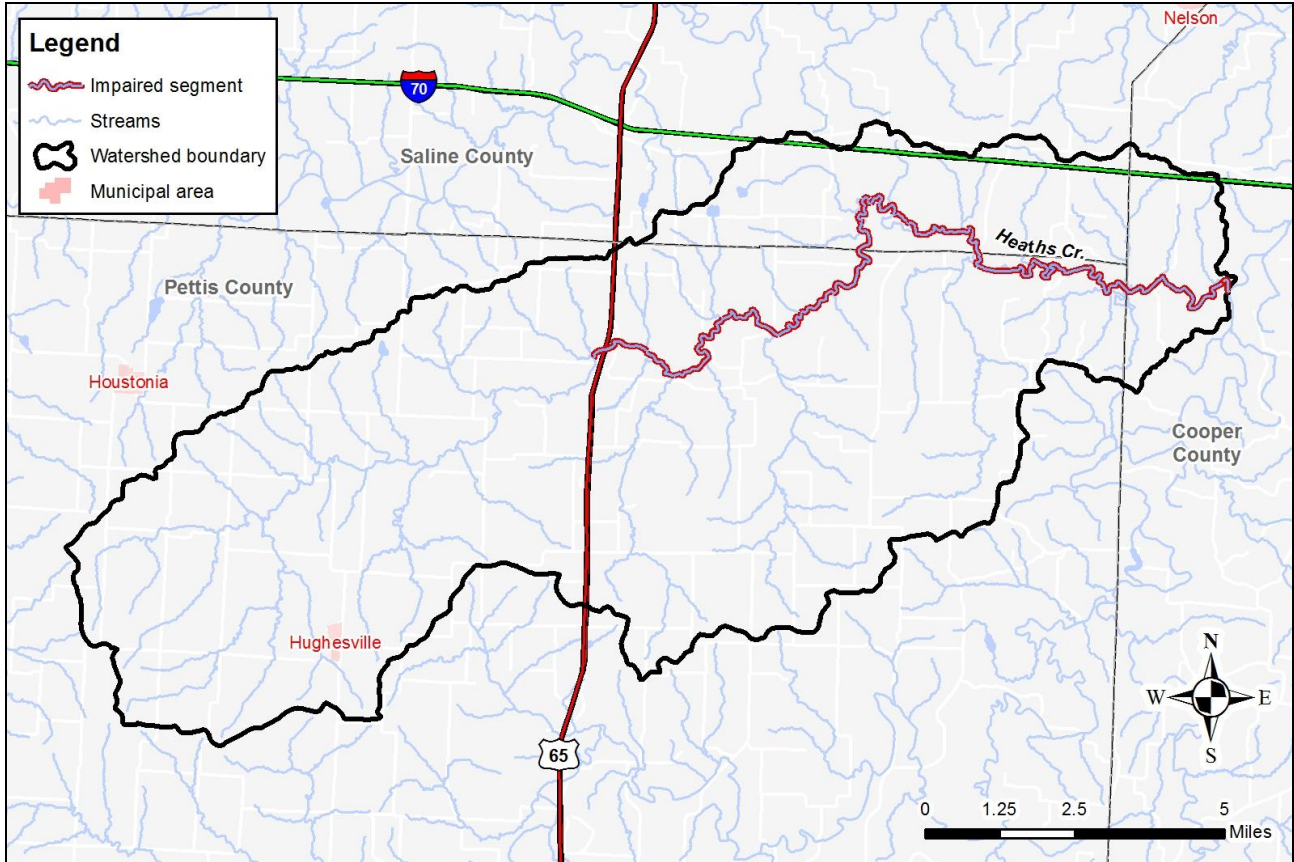 Legend
Impaired segment
Streams
Watershed boundary
Municipal area
Nelson
70
Saline County
Heaths Cr.
Pettis County
Houstonia
Cooper
County
Hughesville
65
N
W
E
S
0 1.25 2.5 5
Miles